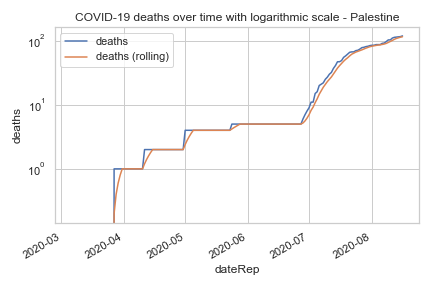 COVID-19 deaths over time with logarithmic scale - Palestine
deaths
deaths (rolling)
10²
10¹
10⁰
deaths
2020-03
2020-04
2020-05
2020-06
2020-07
2020-08
dateRep